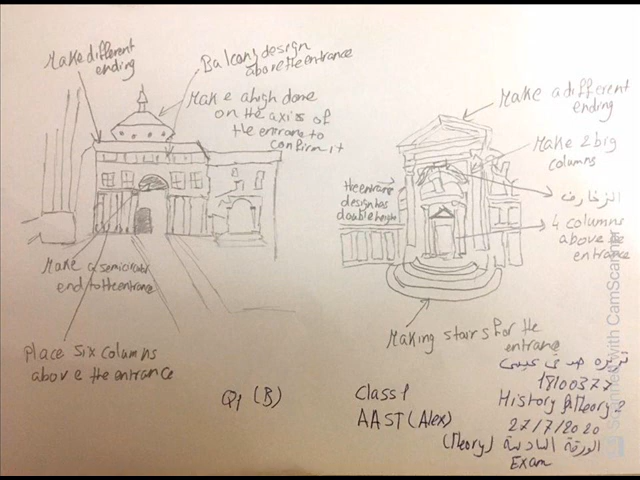 Make different
ending
Balcony design
above the entrance
Make a high dome
on the axis of
the entrance to
confirm it
Make a semicircular
end to the entrance
Place six columns
above the entrance
Make a different
ending
Make 2 big
columns
الزخارف
the entrance
design has
double height
4 columns
above the
entrance
Making stairs for the
entrance
Q1 (B)
Class 1
AAST (Alex)
18100377
History & Theory 2
27/7/2020
(theory) الورقة السادسة
Exam
Scanned with CamScanner